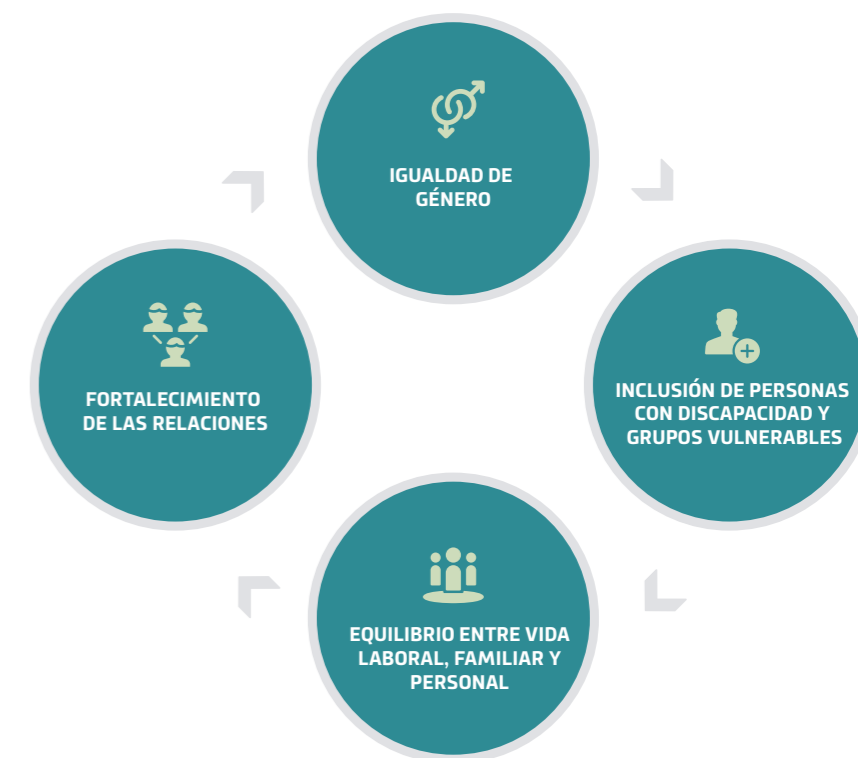 IGUALDAD DE
GÉNERO
FORTALECIMIENTO
DE LAS RELACIONES
INCLUSIÓN DE PERSONAS
CON DISCAPACIDAD Y
GRUPOS VULNERABLES
EQUILIBRIO ENTRE VIDA
LABORAL, FAMILIAR Y
PERSONAL